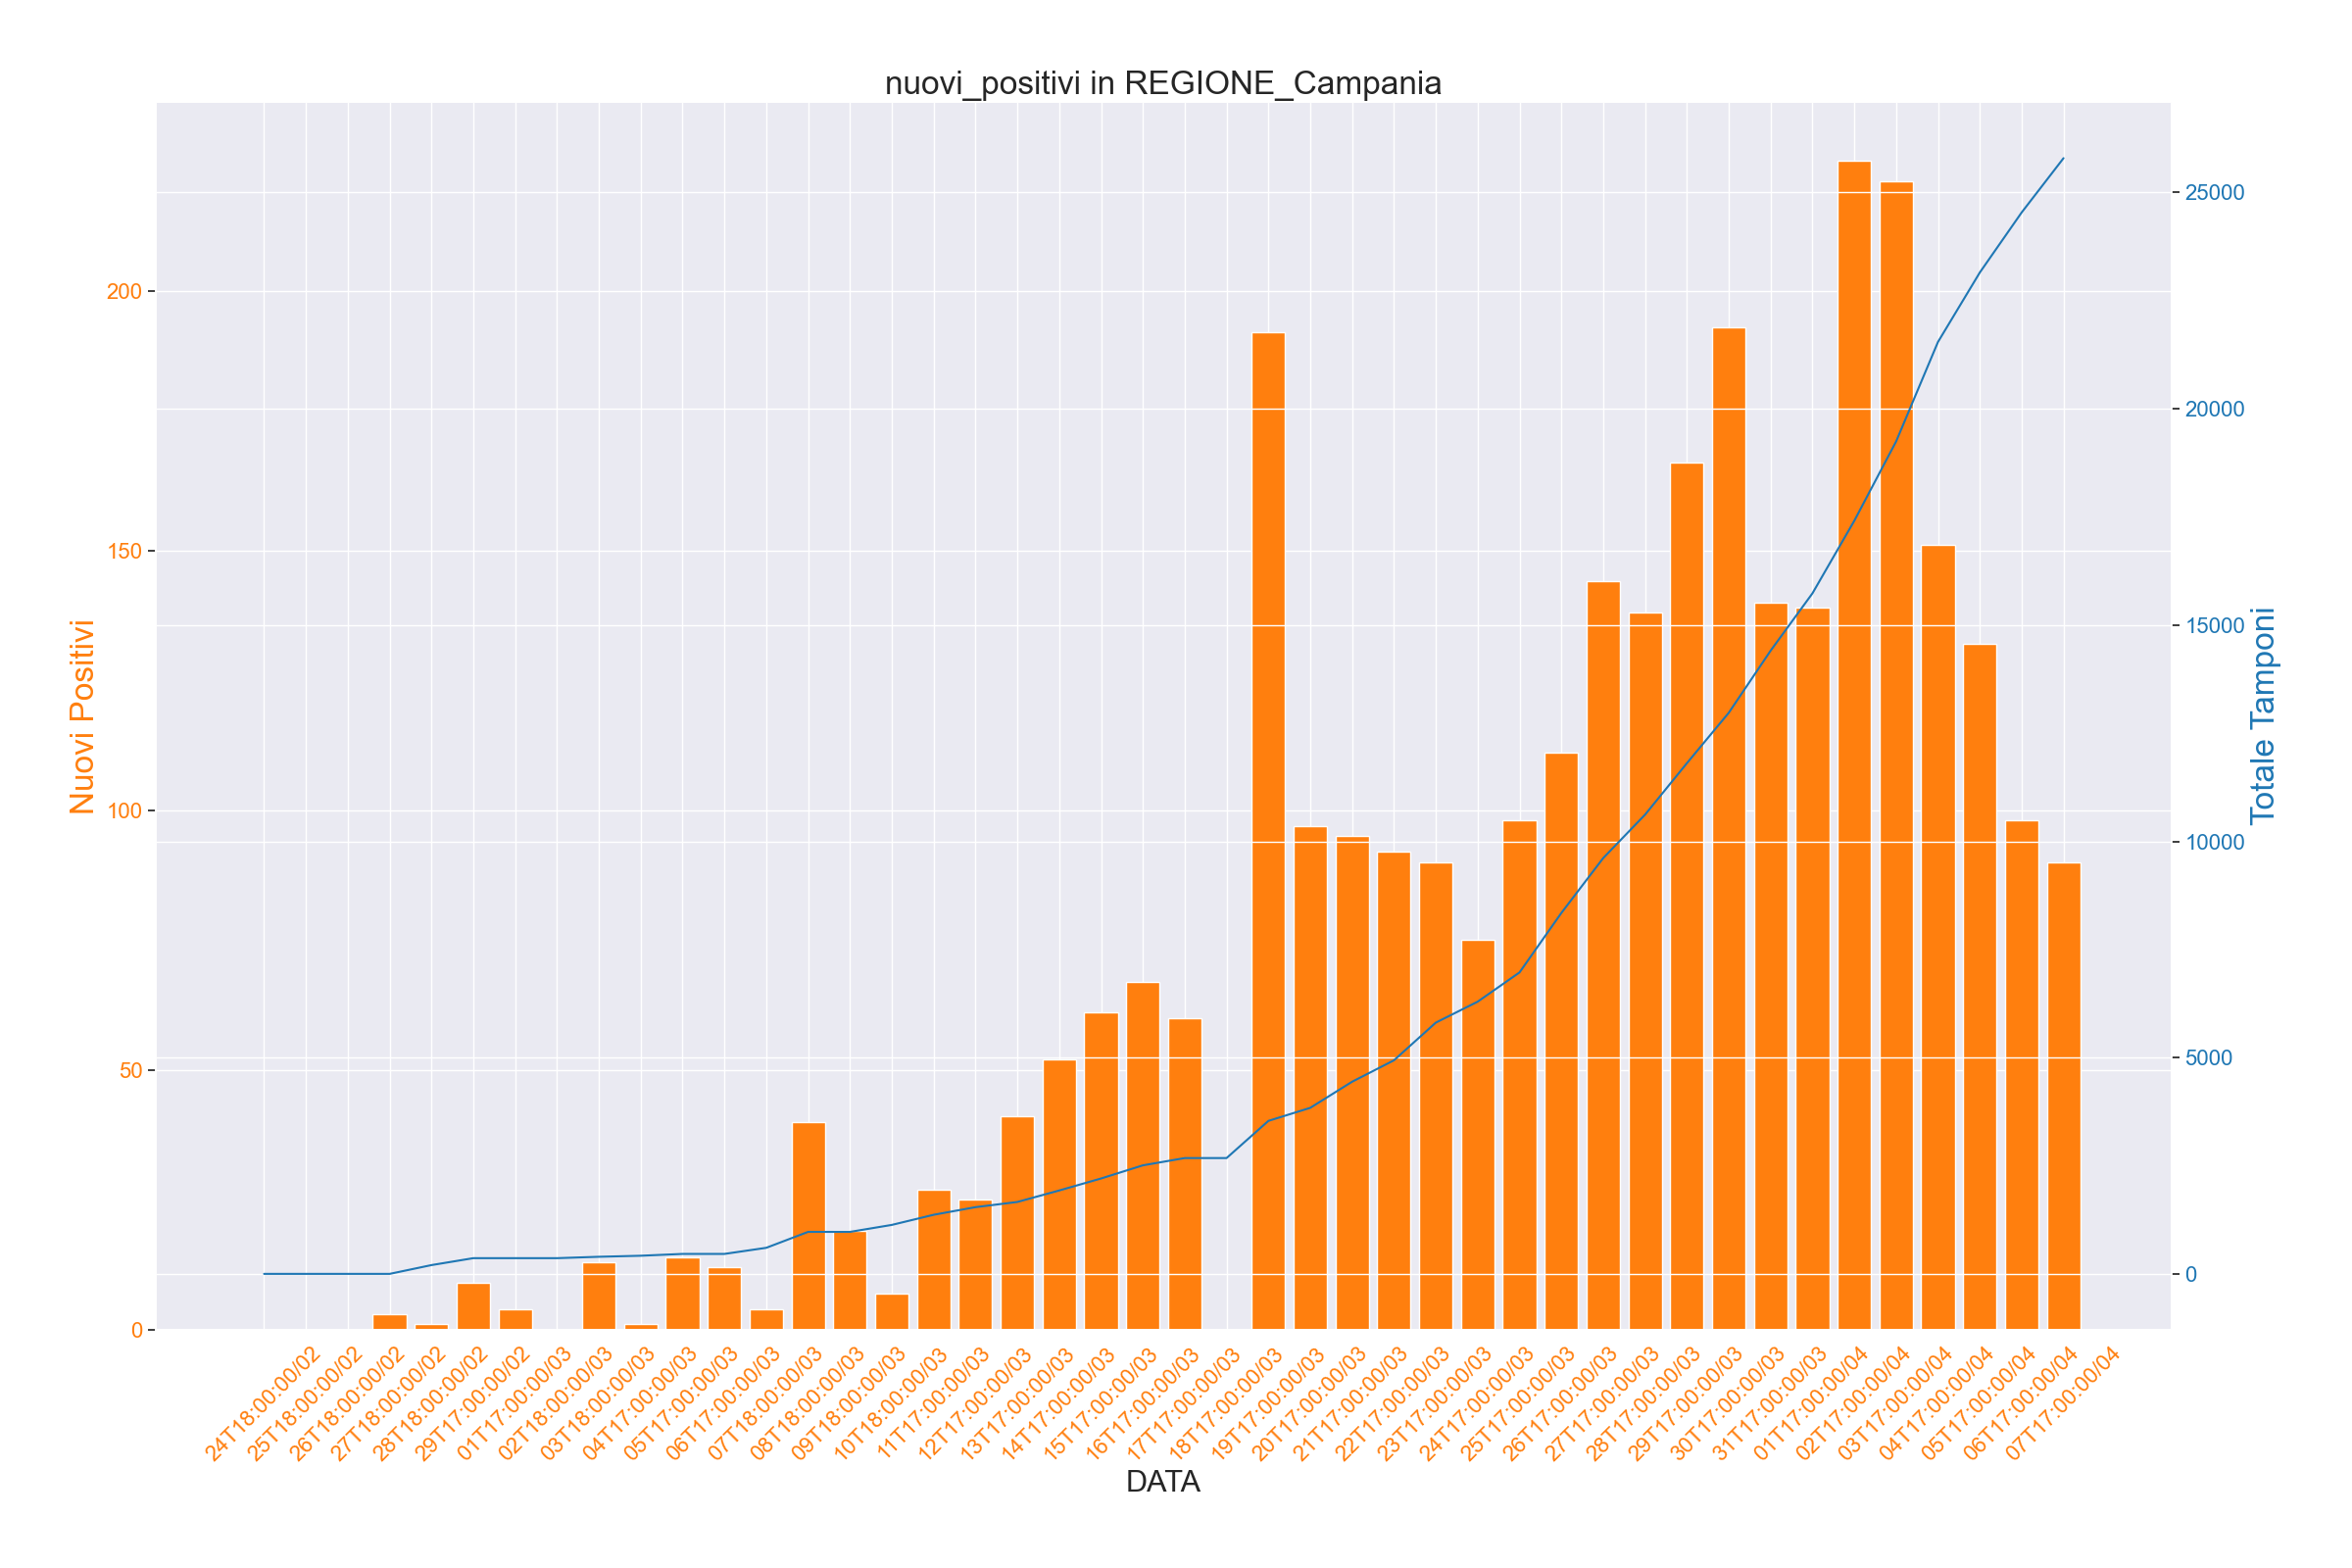 nuovi_positivi in REGIONE_Campania
Nuovi Positivi
200
150
100
50
0
Totale Tamponi
25000
20000
15000
10000
5000
0
24T18:00:00/02
25T18:00:00/02
26T18:00:00/02
27T18:00:00/02
28T18:00:00/02
29T17:00:00/02
01T17:00:00/03
02T18:00:00/03
03T18:00:00/03
04T17:00:00/03
05T17:00:00/03
06T17:00:00/03
07T18:00:00/03
08T18:00:00/03
09T18:00:00/03
10T18:00:00/03
11T17:00:00/03
12T17:00:00/03
13T17:00:00/03
14T17:00:00/03
15T17:00:00/03
16T17:00:00/03
17T17:00:00/03
18T17:00:00/03
19T17:00:00/03
20T17:00:00/03
21T17:00:00/03
22T17:00:00/03
23T17:00:00/03
24T17:00:00/03
25T17:00:00/03
26T17:00:00/03
27T17:00:00/03
28T17:00:00/03
29T17:00:00/03
30T17:00:00/03
31T17:00:00/03
01T17:00:00/04
02T17:00:00/04
03T17:00:00/04
04T17:00:00/04
05T17:00:00/04
06T17:00:00/04
07T17:00:00/04
DATA